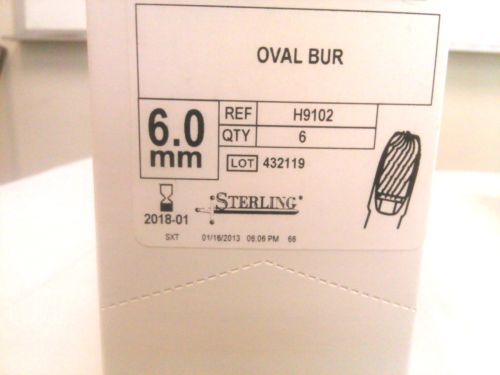 OVAL BUR
6.0 mm
REF H9102
QTY 6
LOT 432119
2018-01
STERLING®
SXT 01/16/2013 06:06 PM 66